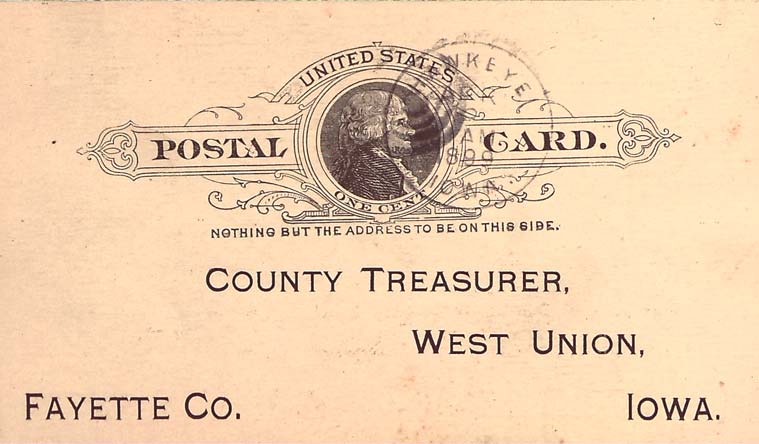 UNITED STATES
POSTAL CARD.
ONE CENT
NOTHING BUT THE ADDRESS TO BE ON THIS SIDE.
COUNTY TREASURER,
WEST UNION,
FAYETTE CO. IOWA.